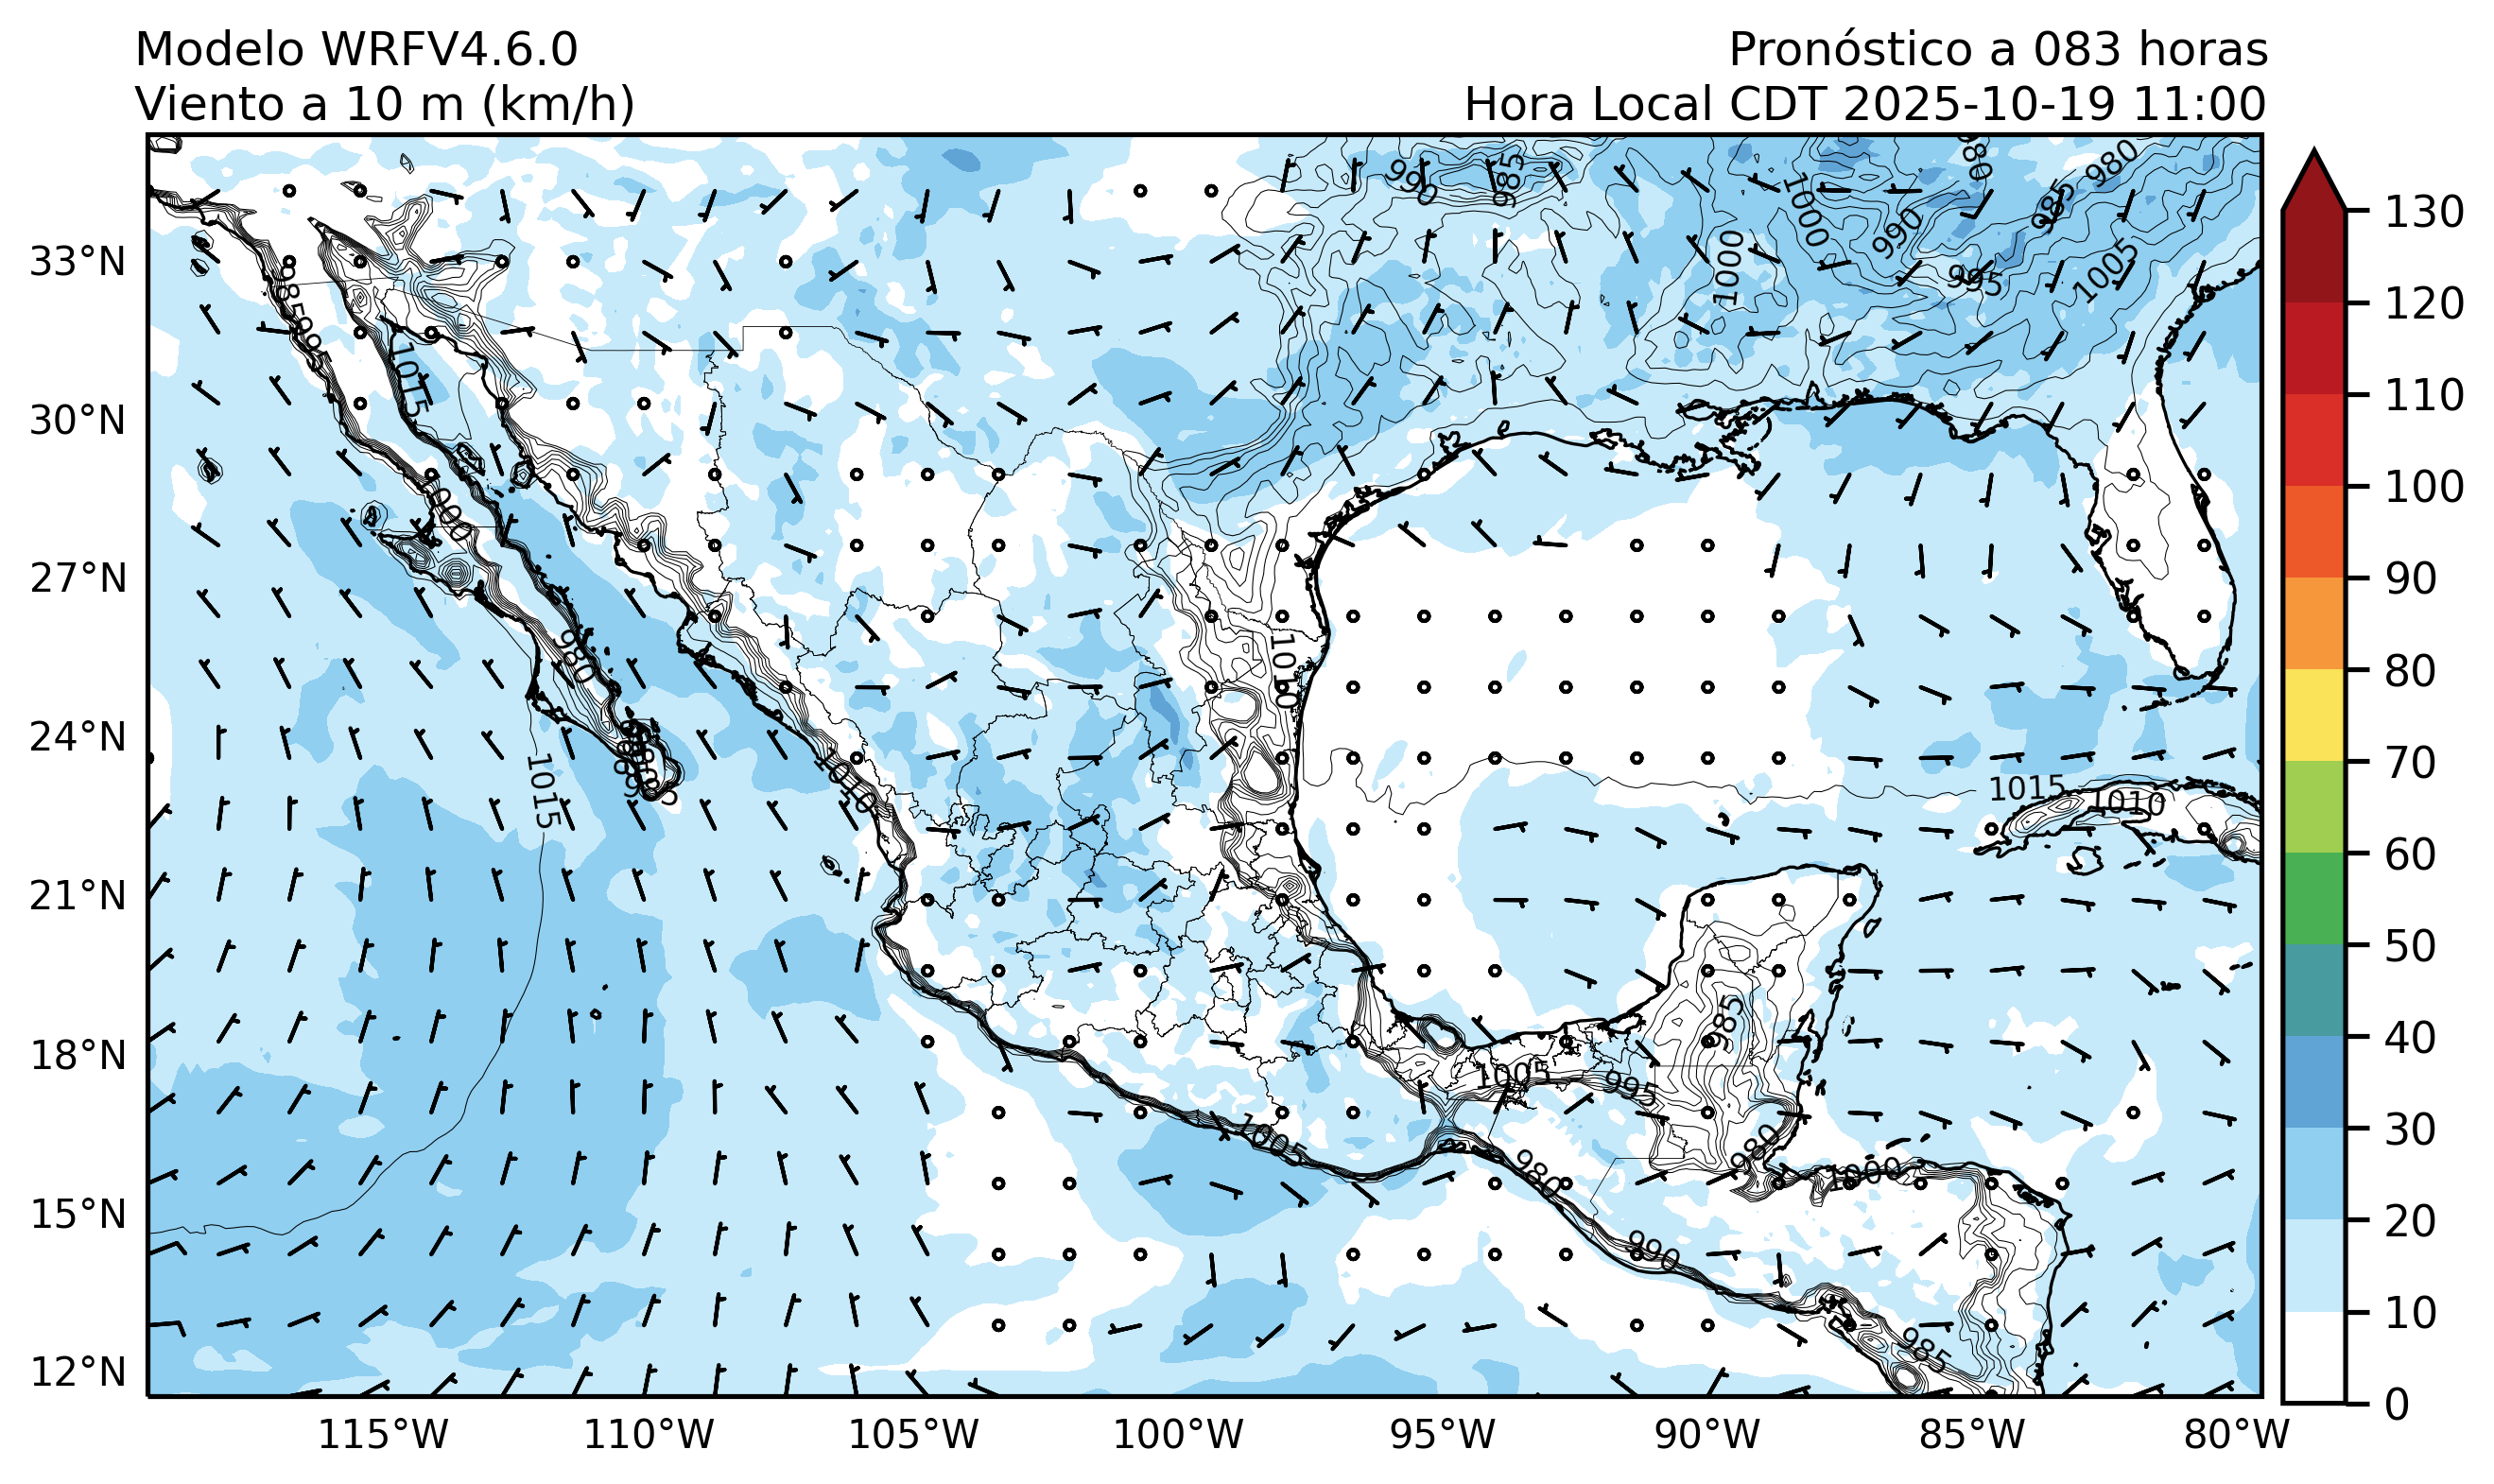 Modelo WRFV4.6.0
Viento a 10 m (km/h)
Pronóstico a 083 horas
Hora Local CDT 2025-10-19 11:00
33°N
30°N
27°N
24°N
21°N
18°N
15°N
12°N
115°W
110°W
105°W
100°W
95°W
90°W
85°W
80°W
130
120
110
100
90
80
70
60
50
40
30
20
10
0
990
985
1000
990
980
985
995
1005
1000
1015
1000
980
1015
1010
1010
1015
1010
985
1005
995
980
1000
1005
980
990
985